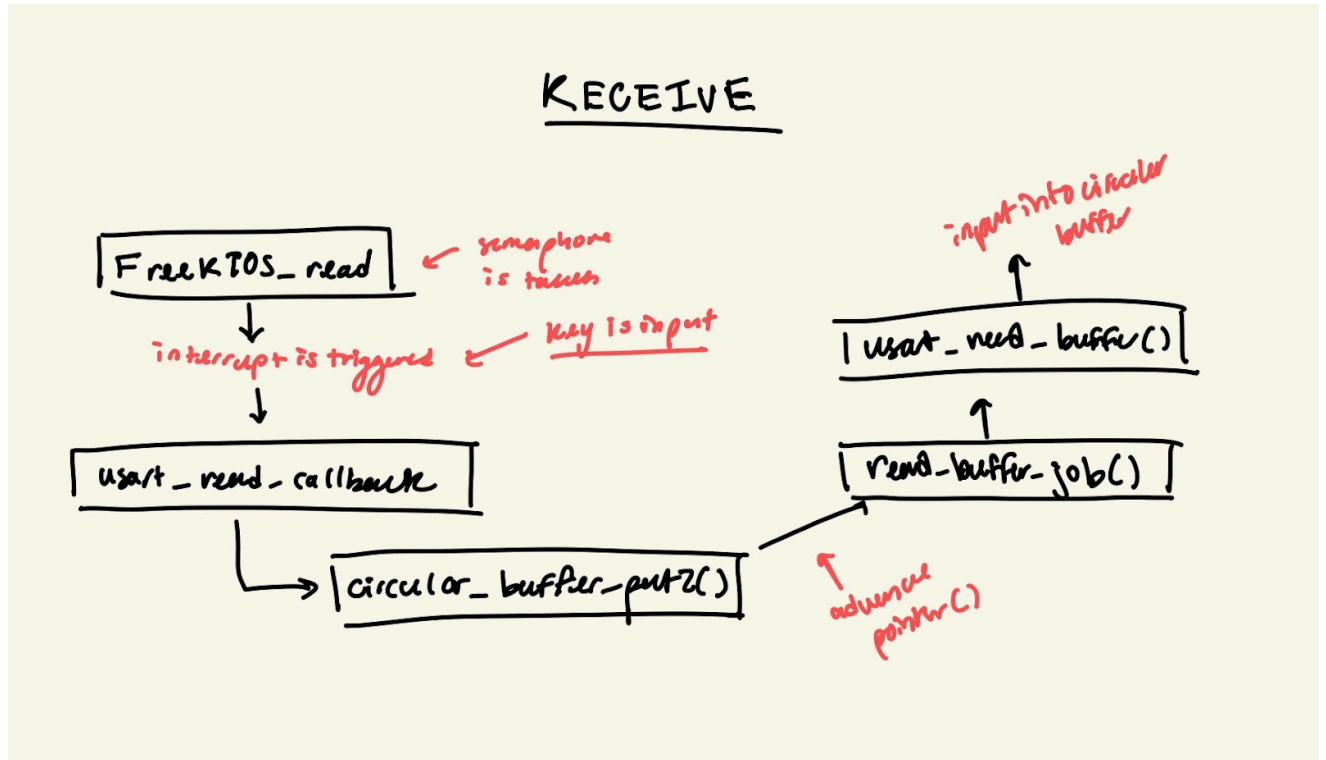 RECEIVE
FreeRTOS_read
semaphore
is taken
interrupt is triggered
key is input
usart_read_callback
circular_buffer_put2()
advance
pointer()
read_buffer_job()
usart_read_buffer()
input into circular
buffer